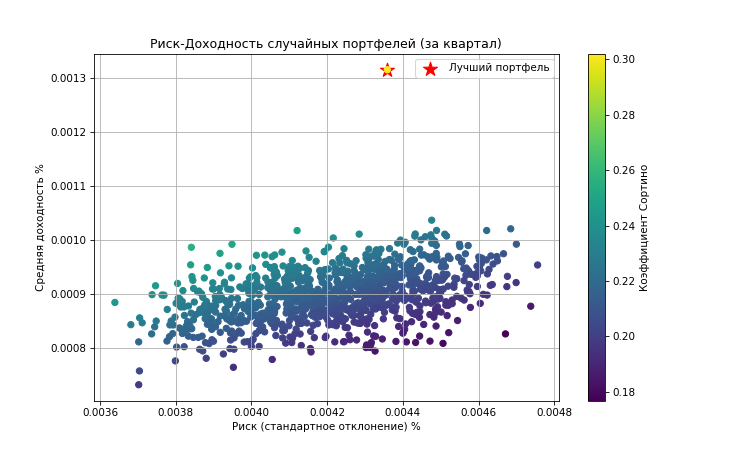 Риск-Доходность случайных портфелей (за квартал)
Лучший портфель
Средняя доходность %
0.0013
0.0012
0.0011
0.0010
0.0009
0.0008
0.0036 0.0038 0.0040 0.0042 0.0044 0.0046 0.0048
Риск (стандартное отклонение) %
0.30
0.28
0.26
0.24
0.22
0.20
0.18
Коэффициент Сортино